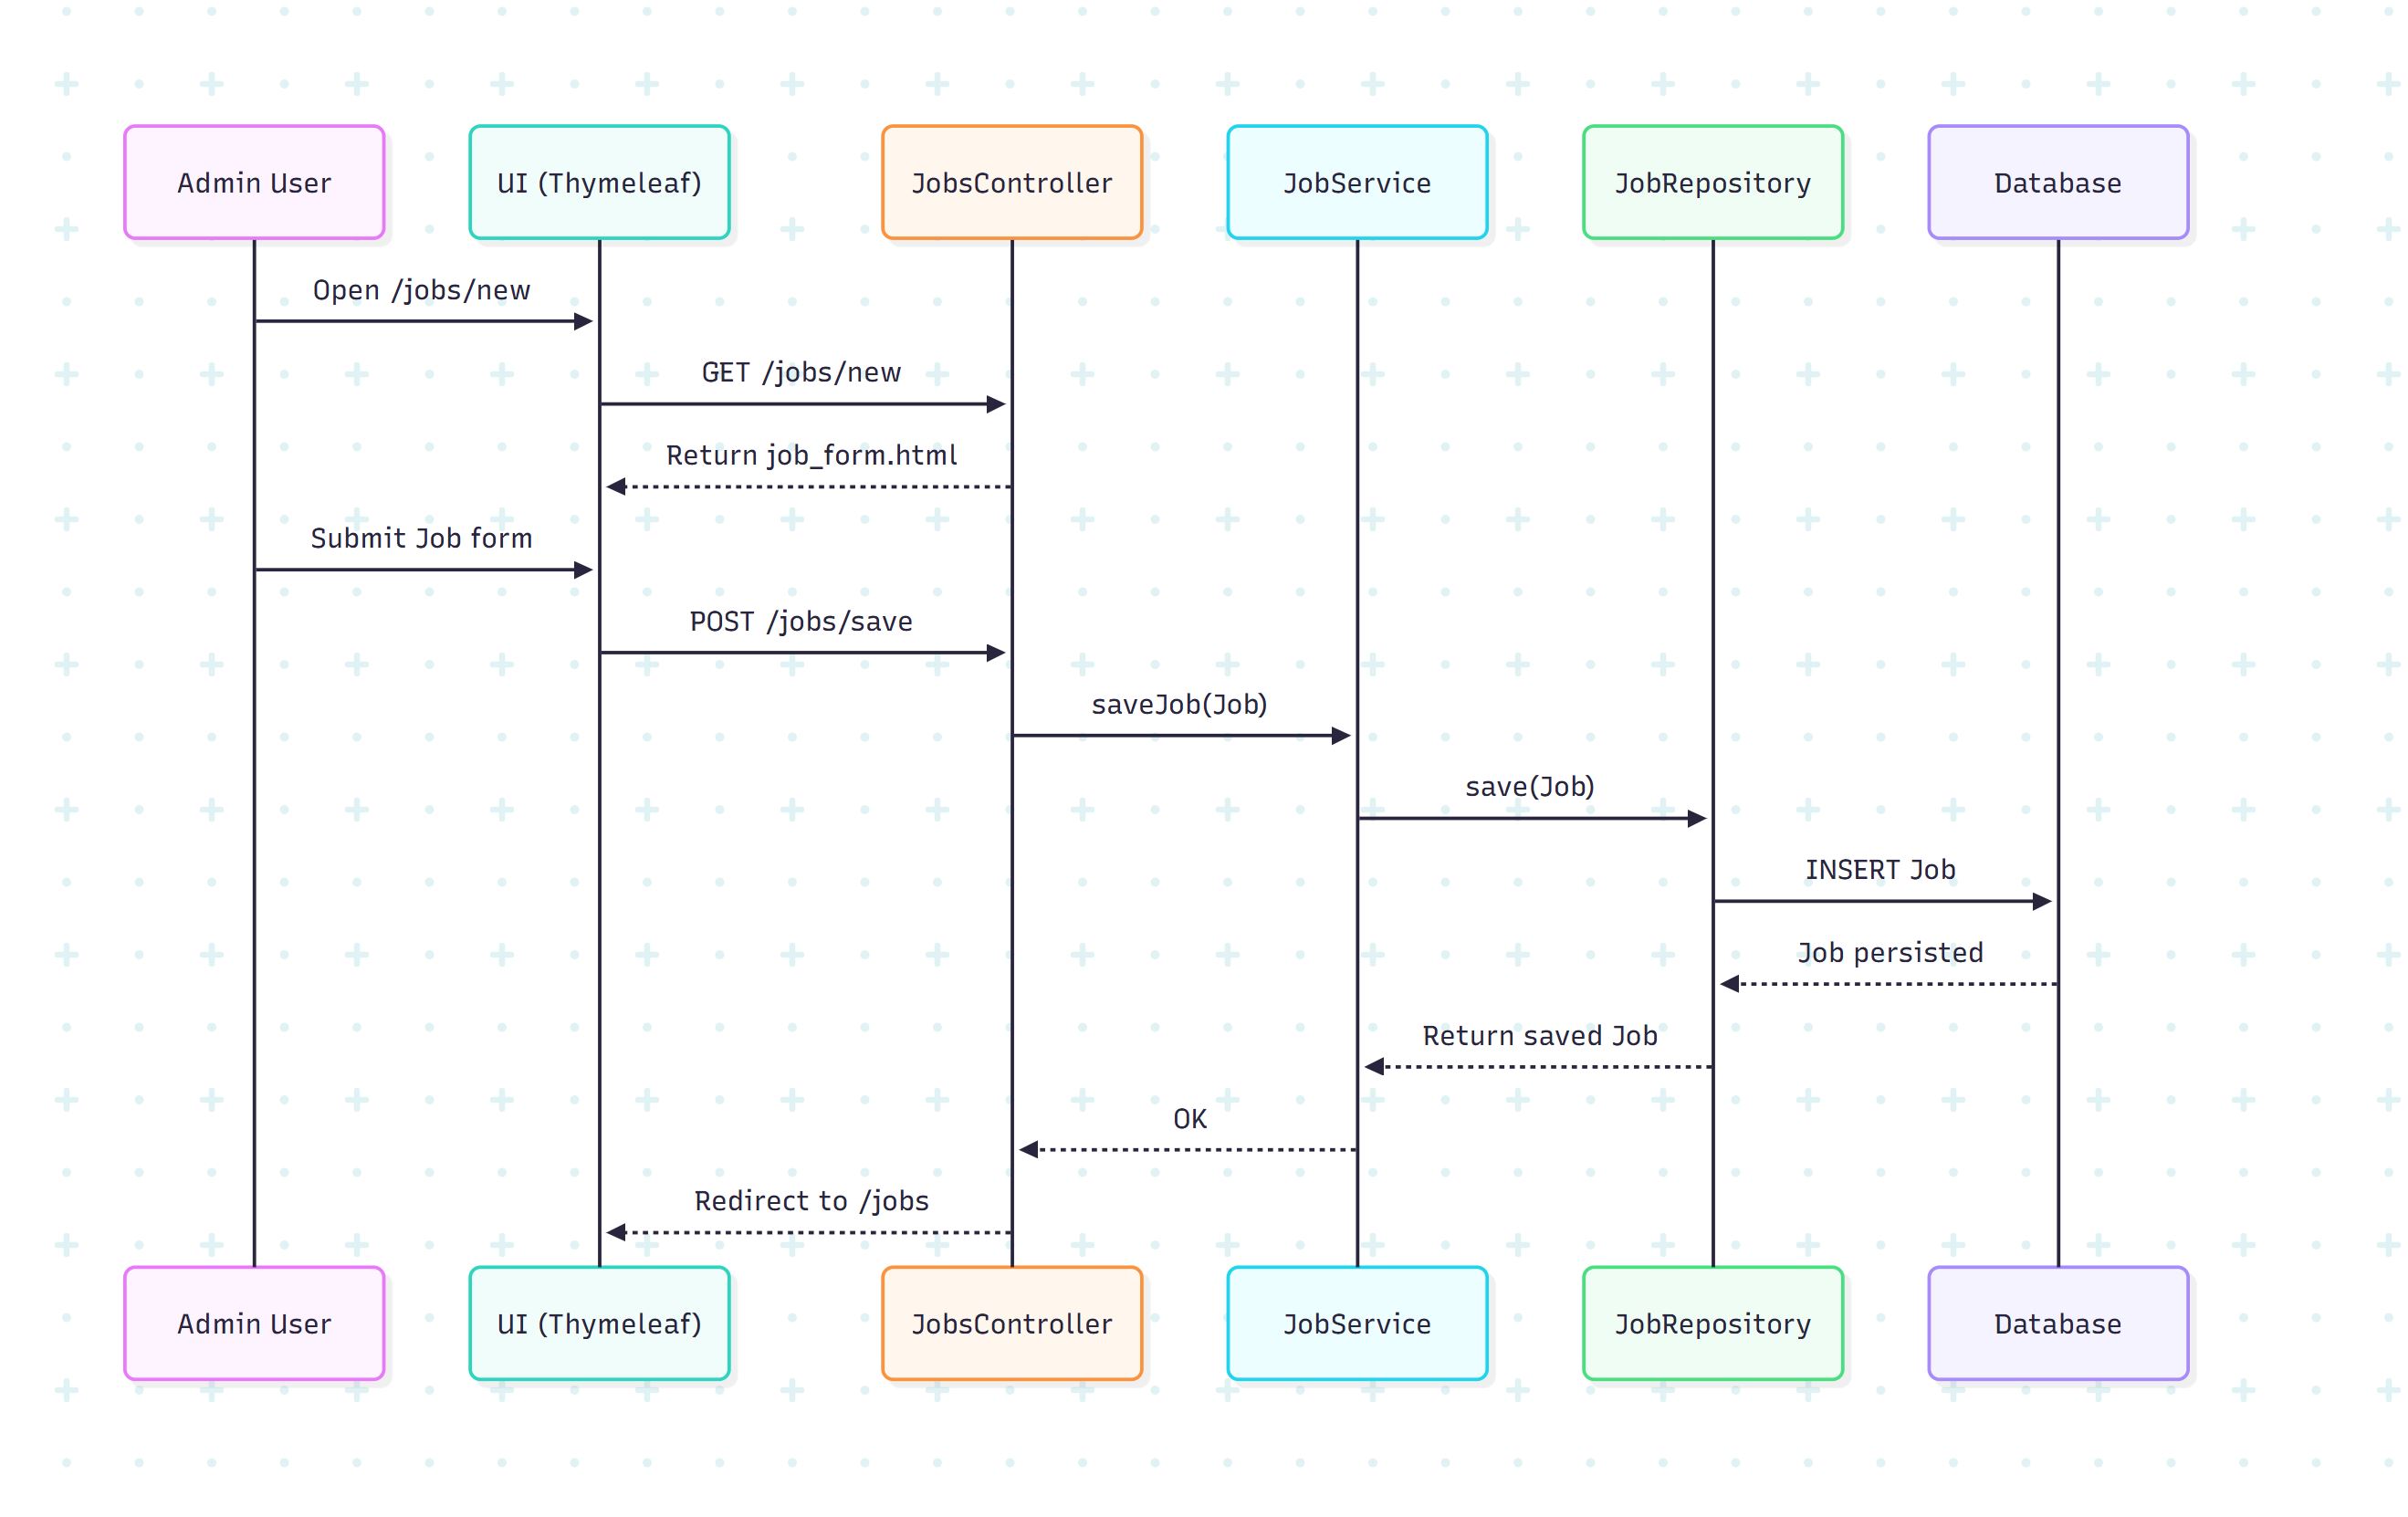 Admin User
UI (Thymeleaf)
JobsController
JobService
JobRepository
Database
Open /jobs/new
GET /jobs/new
Return job_form.html
Submit Job form
POST /jobs/save
saveJob(Job)
save(Job)
INSERT Job
Job persisted
Return saved Job
OK
Redirect to /jobs
Admin User
UI (Thymeleaf)
JobsController
JobService
JobRepository
Database